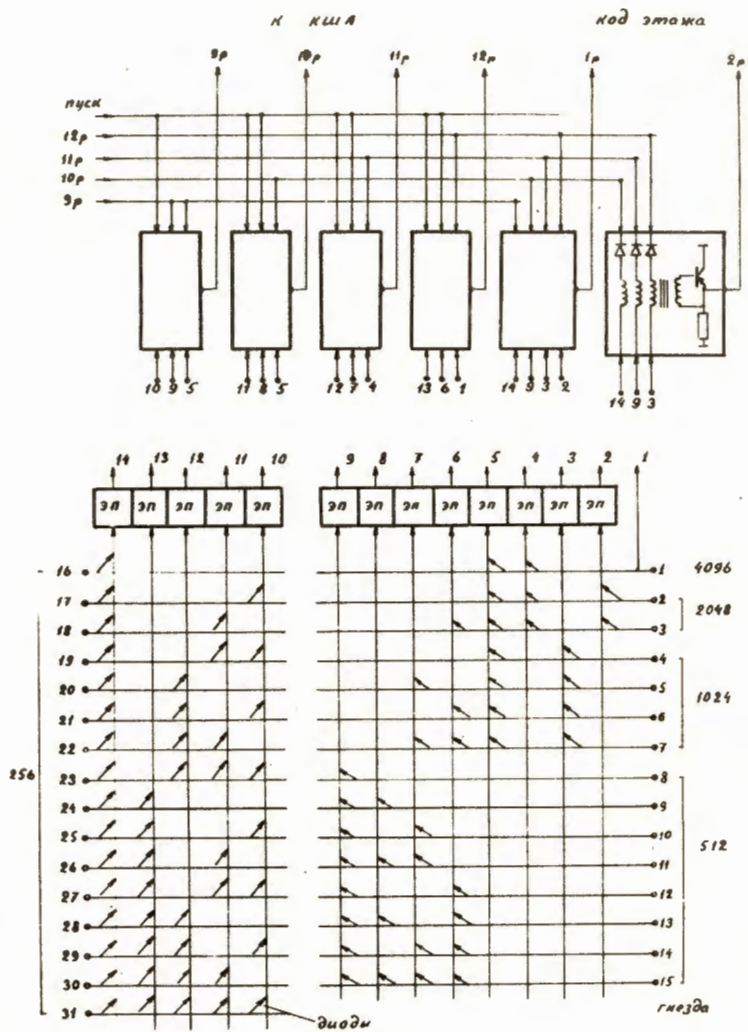 к КША код этажа
9р 10р 11р 12р 1р 2р
пуск
12р
11р
10р
9р
10 9 5 11 8 5 12 7 4 13 6 1 14 9 3 2 14 9 3
14 13 12 11 10 9 8 7 6 5 4 3 2 1
ЭП ЭП ЭП ЭП ЭП ЭП ЭП ЭП ЭП ЭП ЭП ЭП ЭП
16 1 4096
17 2
2048
18 3
19 4
20 5
1024
21 6
22 7
256
23 8
24 9
25 10
512
26 11
27 12
28 13
29 14
30 15
гнезда
31
диоды